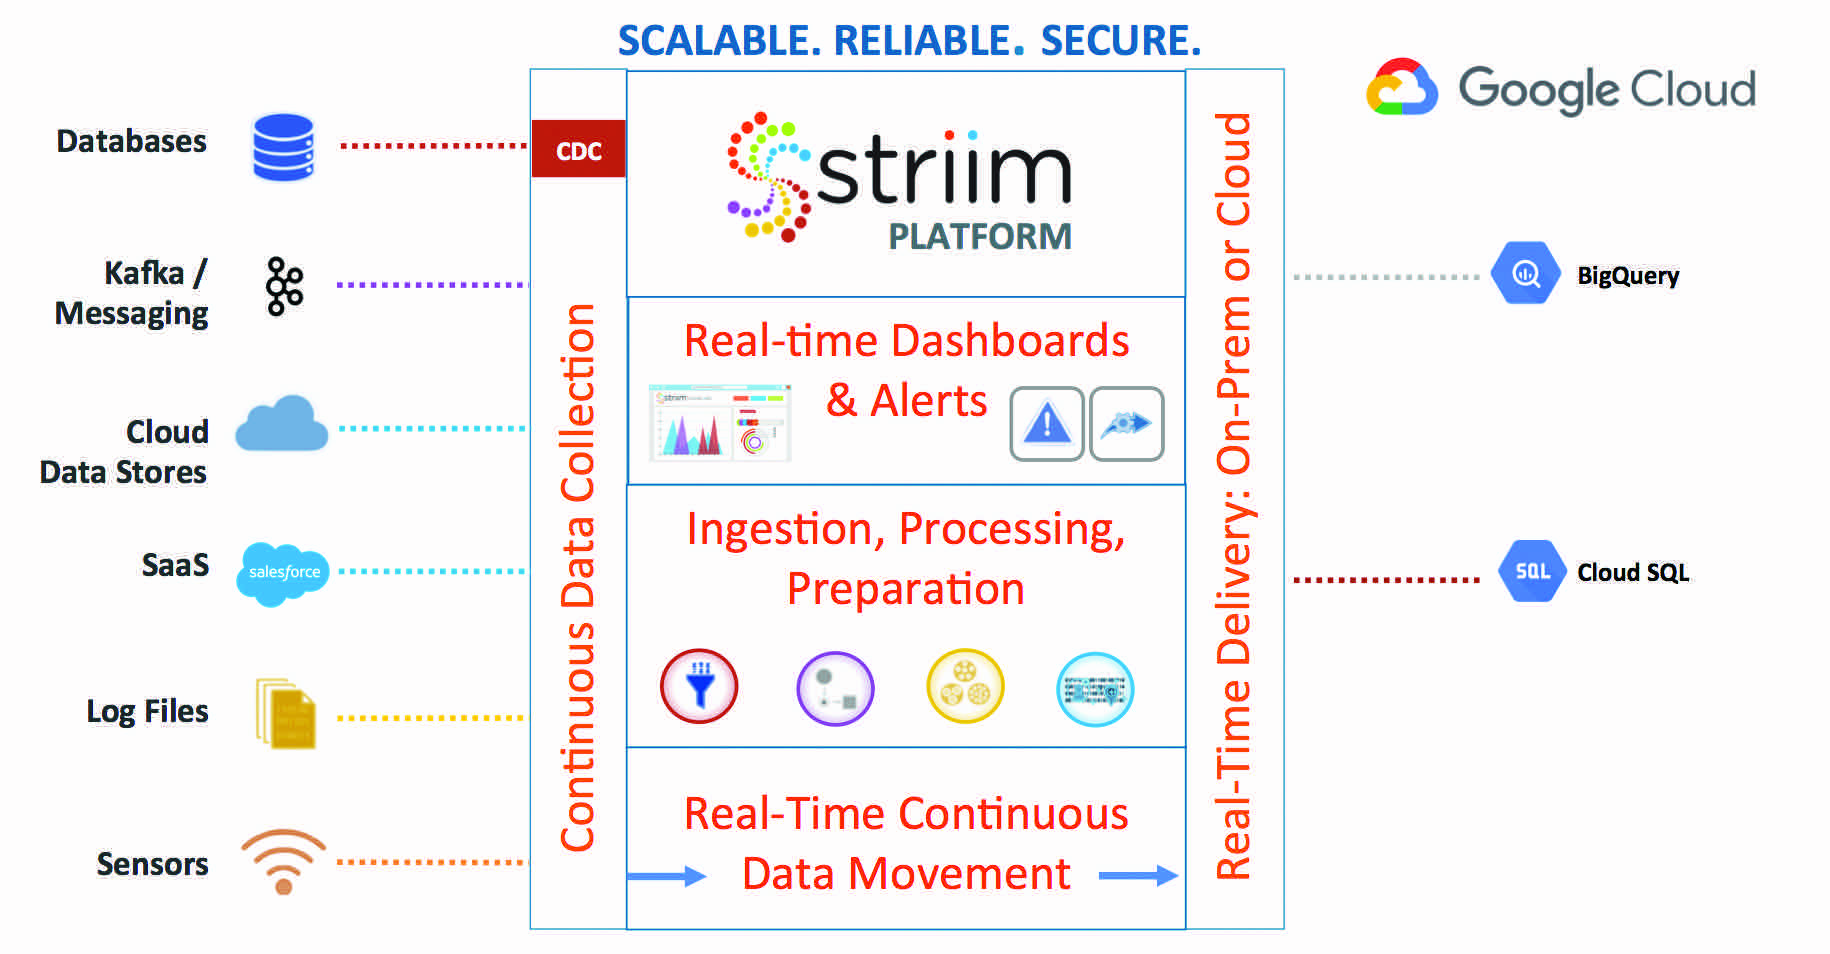 SCALABLE. RELIABLE. SECURE.
Google Cloud
Databases
CDC
striim
PLATFORM
Kafka /
Messaging
BigQuery
Continuous Data Collection
Real-time Dashboards
& Alerts
striim
Real-Time Delivery: On-Prem or Cloud
Cloud
Data Stores
Ingestion, Processing,
Preparation
SaaS
salesforce
SQL
Cloud SQL
Log Files
Real-Time Continuous
Data Movement
Sensors